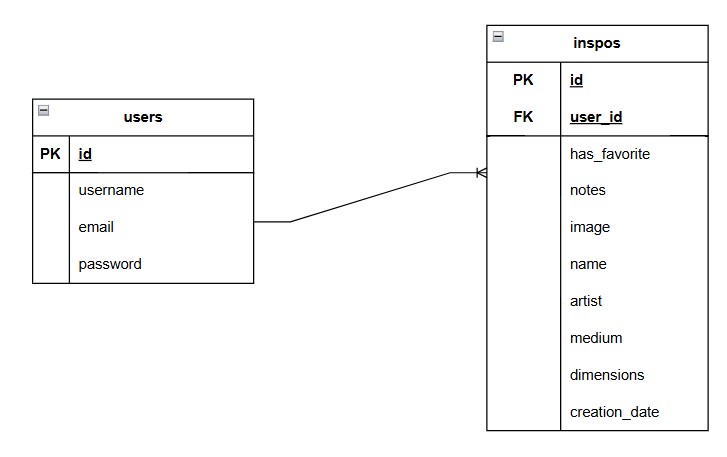 users
PK id
username
email
password
inspos
PK id
FK user_id
has_favorite
notes
image
name
artist
medium
dimensions
creation_date